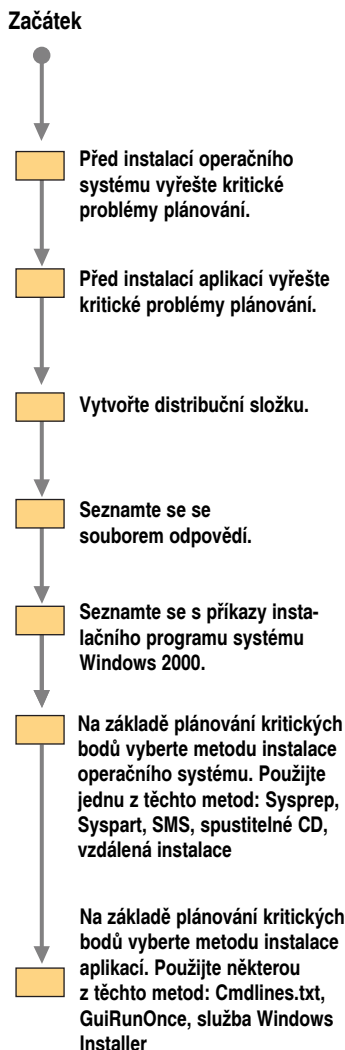 Začátek
Před instalací operačního
systému vyřešte kritické
problémy plánování.
Před instalací aplikací vyřešte
kritické problémy plánování.
Vytvořte distribuční složku.
Seznamte se se
souborem odpovědí.
Seznamte se s příkazy insta-
lačního programu systému
Windows 2000.
Na základě plánování kritických
bodů vyberte metodu instalace
operačního systému. Použijte
jednu z těchto metod: Sysprep,
Syspart, SMS, spustitelné CD,
vzdálená instalace
Na základě plánování kritických
bodů vyberte metodu instalace
aplikací. Použijte některou
z těchto metod: Cmdlines.txt,
GuiRunOnce, služba Windows
Installer